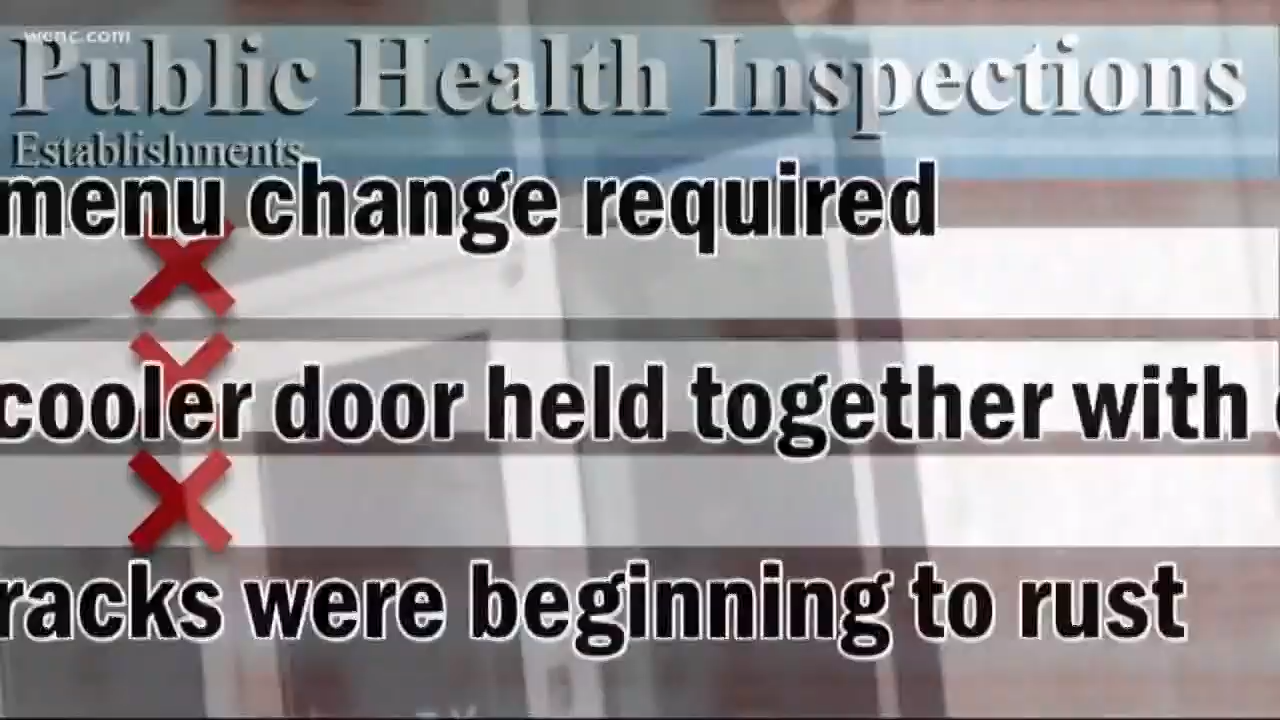 wcnc.com
Public Health Inspections
Establishments
menu change required
cooler door held together with
racks were beginning to rust